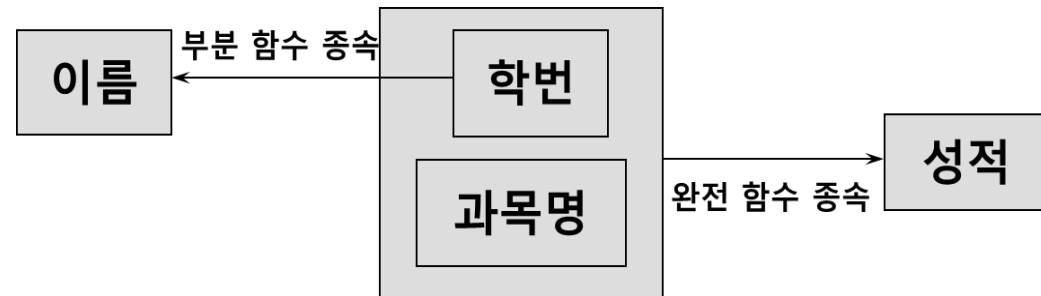 부분 함수 종속
이름
학번
과목명
성적
완전 함수 종속